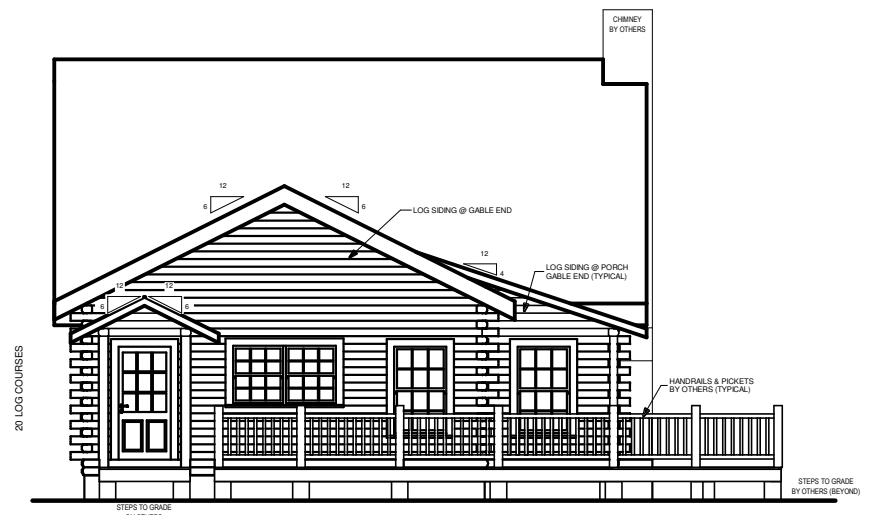 CHIMNEY
BY OTHERS
12
12
6
6
LOG SIDING @ GABLE END
12
4
LOG SIDING @ PORCH
GABLE END (TYPICAL)
12
12
6
6
20 LOG COURSES
HANDRAILS & PICKETS
BY OTHERS (TYPICAL)
STEPS TO GRADE
BY OTHERS (BEYOND)
STEPS TO GRADE
BY OTHERS